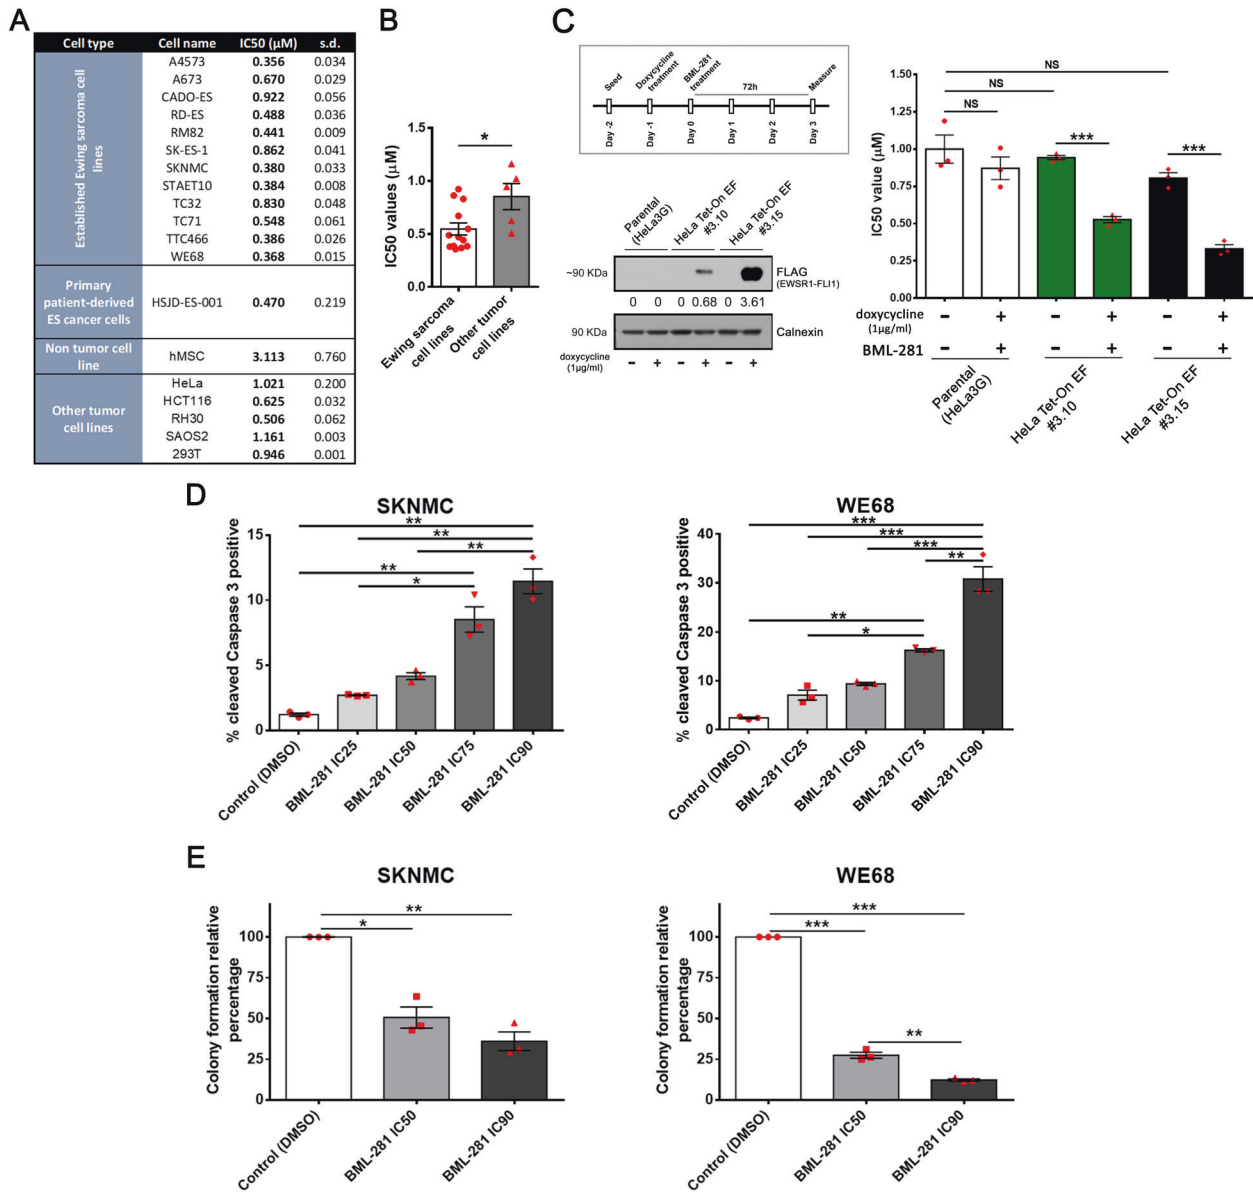 A
Cell type Cell name IC50 (µM) s.d.
Established Ewing sarcoma cell lines
A4573 0.356 0.034
A673 0.670 0.029
CADO-ES 0.922 0.056
RD-ES 0.488 0.036
RM82 0.441 0.009
SK-ES-1 0.862 0.041
SKNMC 0.380 0.033
STAET10 0.384 0.008
TC32 0.830 0.048
TC71 0.548 0.061
TTC466 0.386 0.026
WE68 0.368 0.015
Primary
patient-derived
ES cancer cells
HSJD-ES-001 0.470 0.219
Non tumor cell
line
hMSC 3.113 0.760
Other tumor
cell lines
HeLa 1.021 0.200
HCT116 0.625 0.032
RH30 0.506 0.062
SAOS2 1.161 0.003
293T 0.946 0.001
B
IC50 values (µM)
1.5
1.0
0.5
0.0
*
Ewing sarcoma
cell lines
Other tumor
cell lines
C
Seed
Doxycycline
treatment
BML-281
treatment
72h
Measure
Day -2
Day -1
Day 0
Day 1
Day 2
Day 3
Parental
(HeLa3G)
HeLa Tet-On EF
#3.10
HeLa Tet-On EF
#3.15
~90 KDa
FLAG
(EWSR1-FLI1)
0 0 0 0.68 0 3.61
90 KDa
Calnexin
doxycycline
(1µg/ml)
- + - + - +
IC50 value (µM)
1.50
1.25
1.00
0.75
0.50
0.25
0.00
NS
NS
NS
***
***
doxycycline
(1µg/ml)
- + - + - +
BML-281
- + - + - +
Parental
(HeLa3G)
HeLa Tet-On EF
#3.10
HeLa Tet-On EF
#3.15
D
SKNMC
% cleaved Caspase 3 positive
15
10
5
0
**
**
**
**
*
Control (DMSO)
BML-281 IC25
BML-281 IC50
BML-281 IC75
BML-281 IC90
WE68
% cleaved Caspase 3 positive
40
30
20
10
0
***
***
***
**
**
*
Control (DMSO)
BML-281 IC25
BML-281 IC50
BML-281 IC75
BML-281 IC90
E
SKNMC
Colony formation relative
percentage
100
75
50
25
0
**
*
Control (DMSO)
BML-281 IC50
BML-281 IC90
WE68
Colony formation relative
percentage
100
75
50
25
0
***
***
**
Control (DMSO)
BML-281 IC50
BML-281 IC90